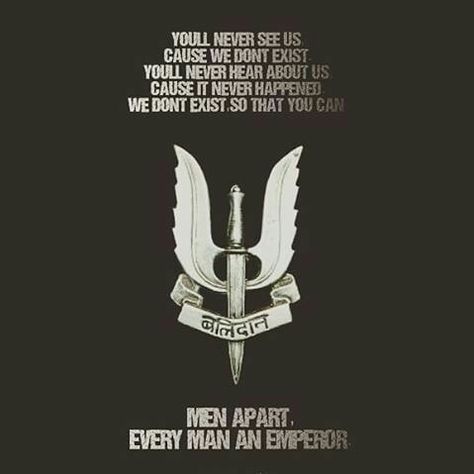 YOULL NEVER SEE US,
CAUSE WE DONT EXIST.
YOULL NEVER HEAR ABOUT US,
CAUSE IT NEVER HAPPENED.
WE DONT EXIST,SO THAT YOU CAN.
बलिदान
MEN APART,
EVERY MAN AN EMPEROR.